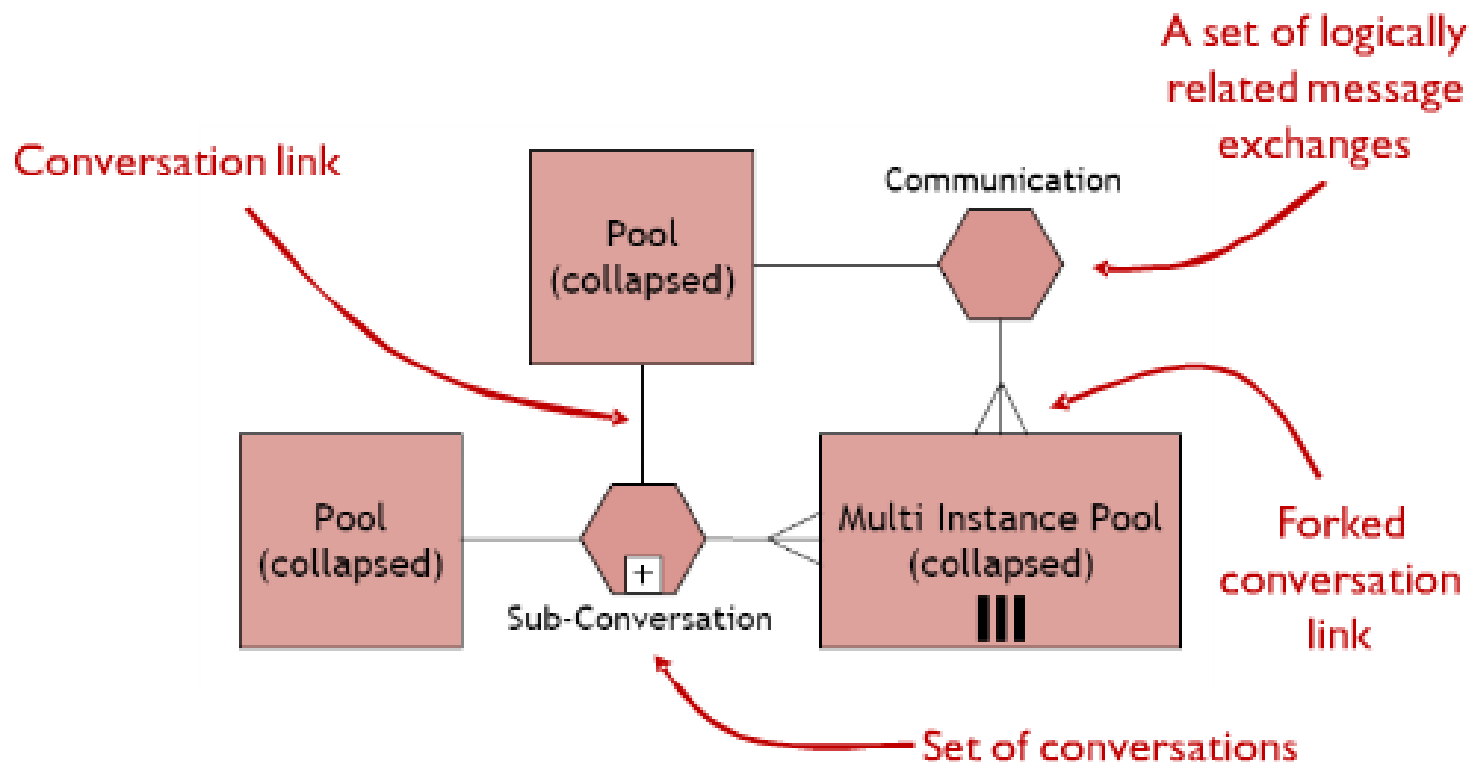 A set of logically
related message
exchanges
Conversation link
Communication
Pool
(collapsed)
Pool
(collapsed)
+
Sub-Conversation
Multi Instance Pool
(collapsed)
Forked
conversation
link
Set of conversations